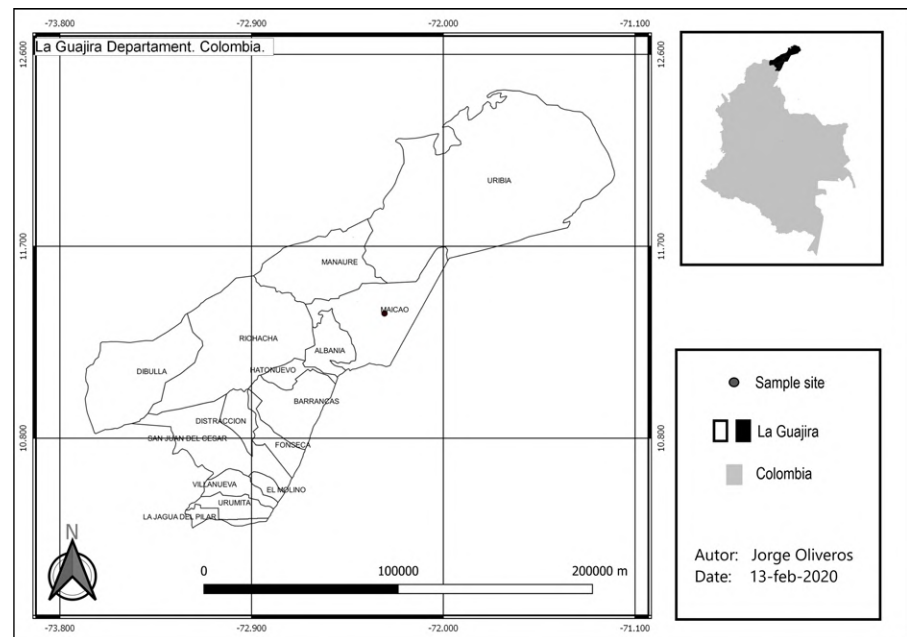 -73.800 -72.900 -72.000 -71.100
La Guajira Departament. Colombia.
12.600 12.600
URIBIA
11.700 11.700
MANAURE
MAICAO
RIOHACHA
ALBANIA
DIBULLA
HATONUEVO
BARRANCAS
DISTRACCION
10.800 10.800
SAN JUAN DEL CESAR
FONSECA
VILLANUEVA
EL MOLINO
URUMITA
LA JAGUA DEL PILAR
N
0 100000 200000 m
-73.800 -72.900 -72.000 -71.100
Sample site
La Guajira
Colombia
Autor: Jorge Oliveros
Date: 13-feb-2020